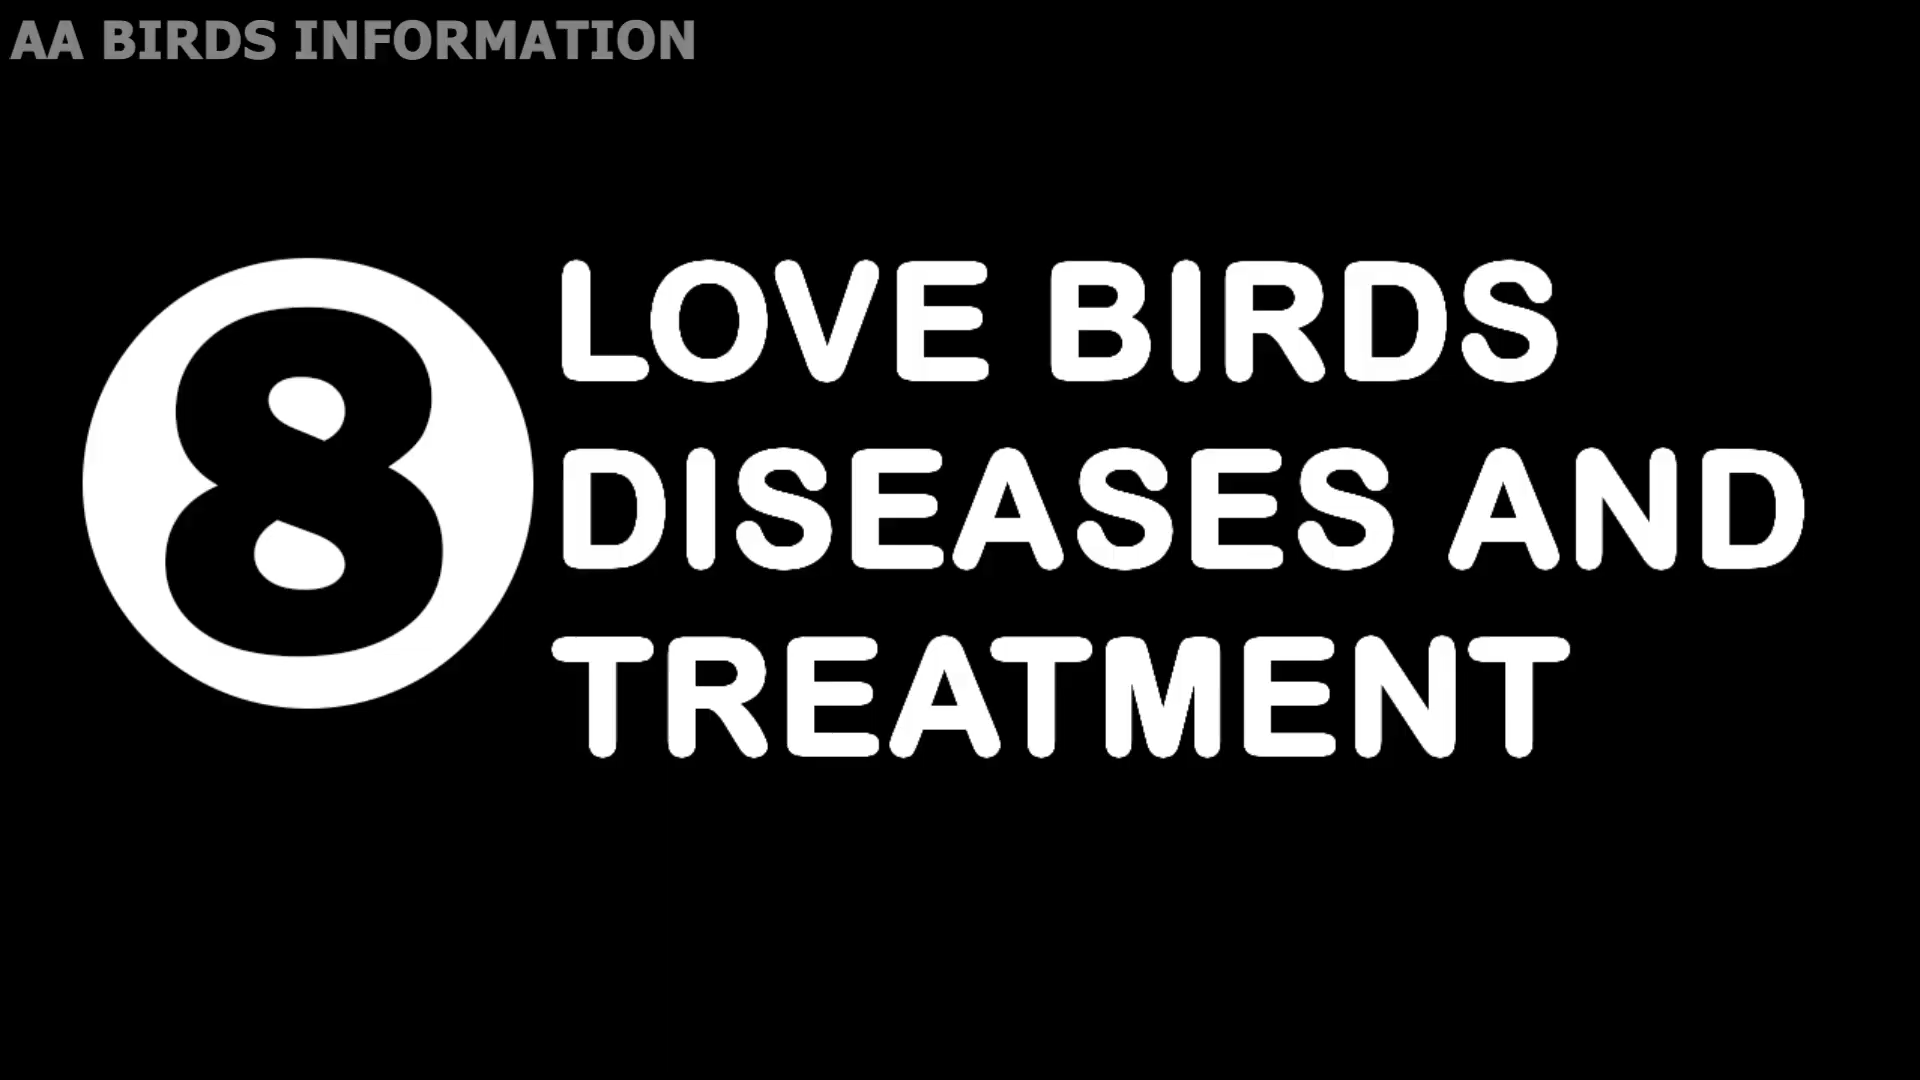 AA BIRDS INFORMATION
8
LOVE BIRDS
DISEASES AND
TREATMENT